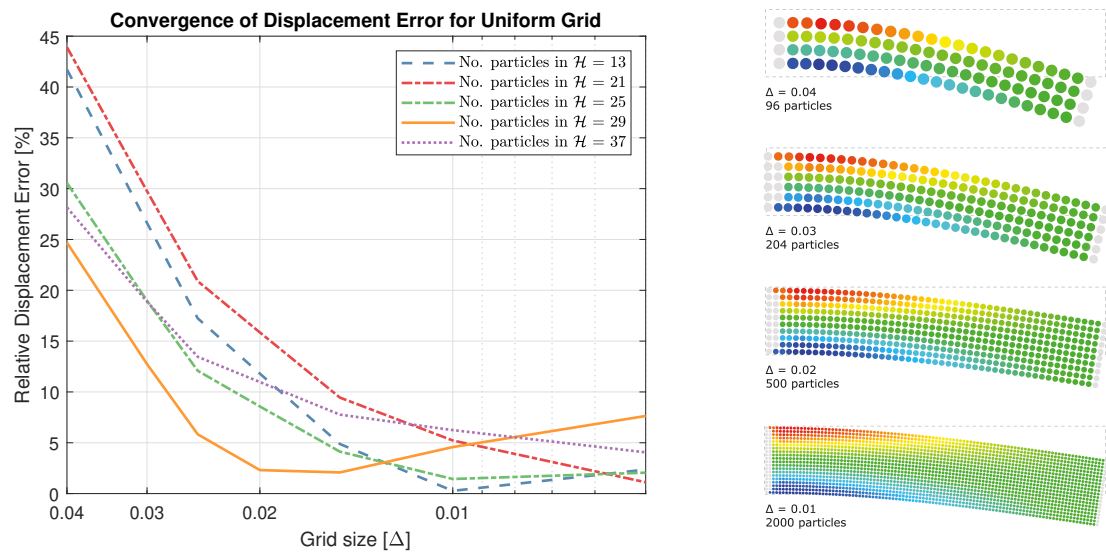 Convergence of Displacement Error for Uniform Grid
45
40
35
30
25
20
15
10
5
0
Relative Displacement Error [%]
No. particles in ℋ = 13
No. particles in ℋ = 21
No. particles in ℋ = 25
No. particles in ℋ = 29
No. particles in ℋ = 37
0.04
0.03
0.02
0.01
Grid size [Δ]
Δ = 0.04
96 particles
Δ = 0.03
204 particles
Δ = 0.02
500 particles
Δ = 0.01
2000 particles